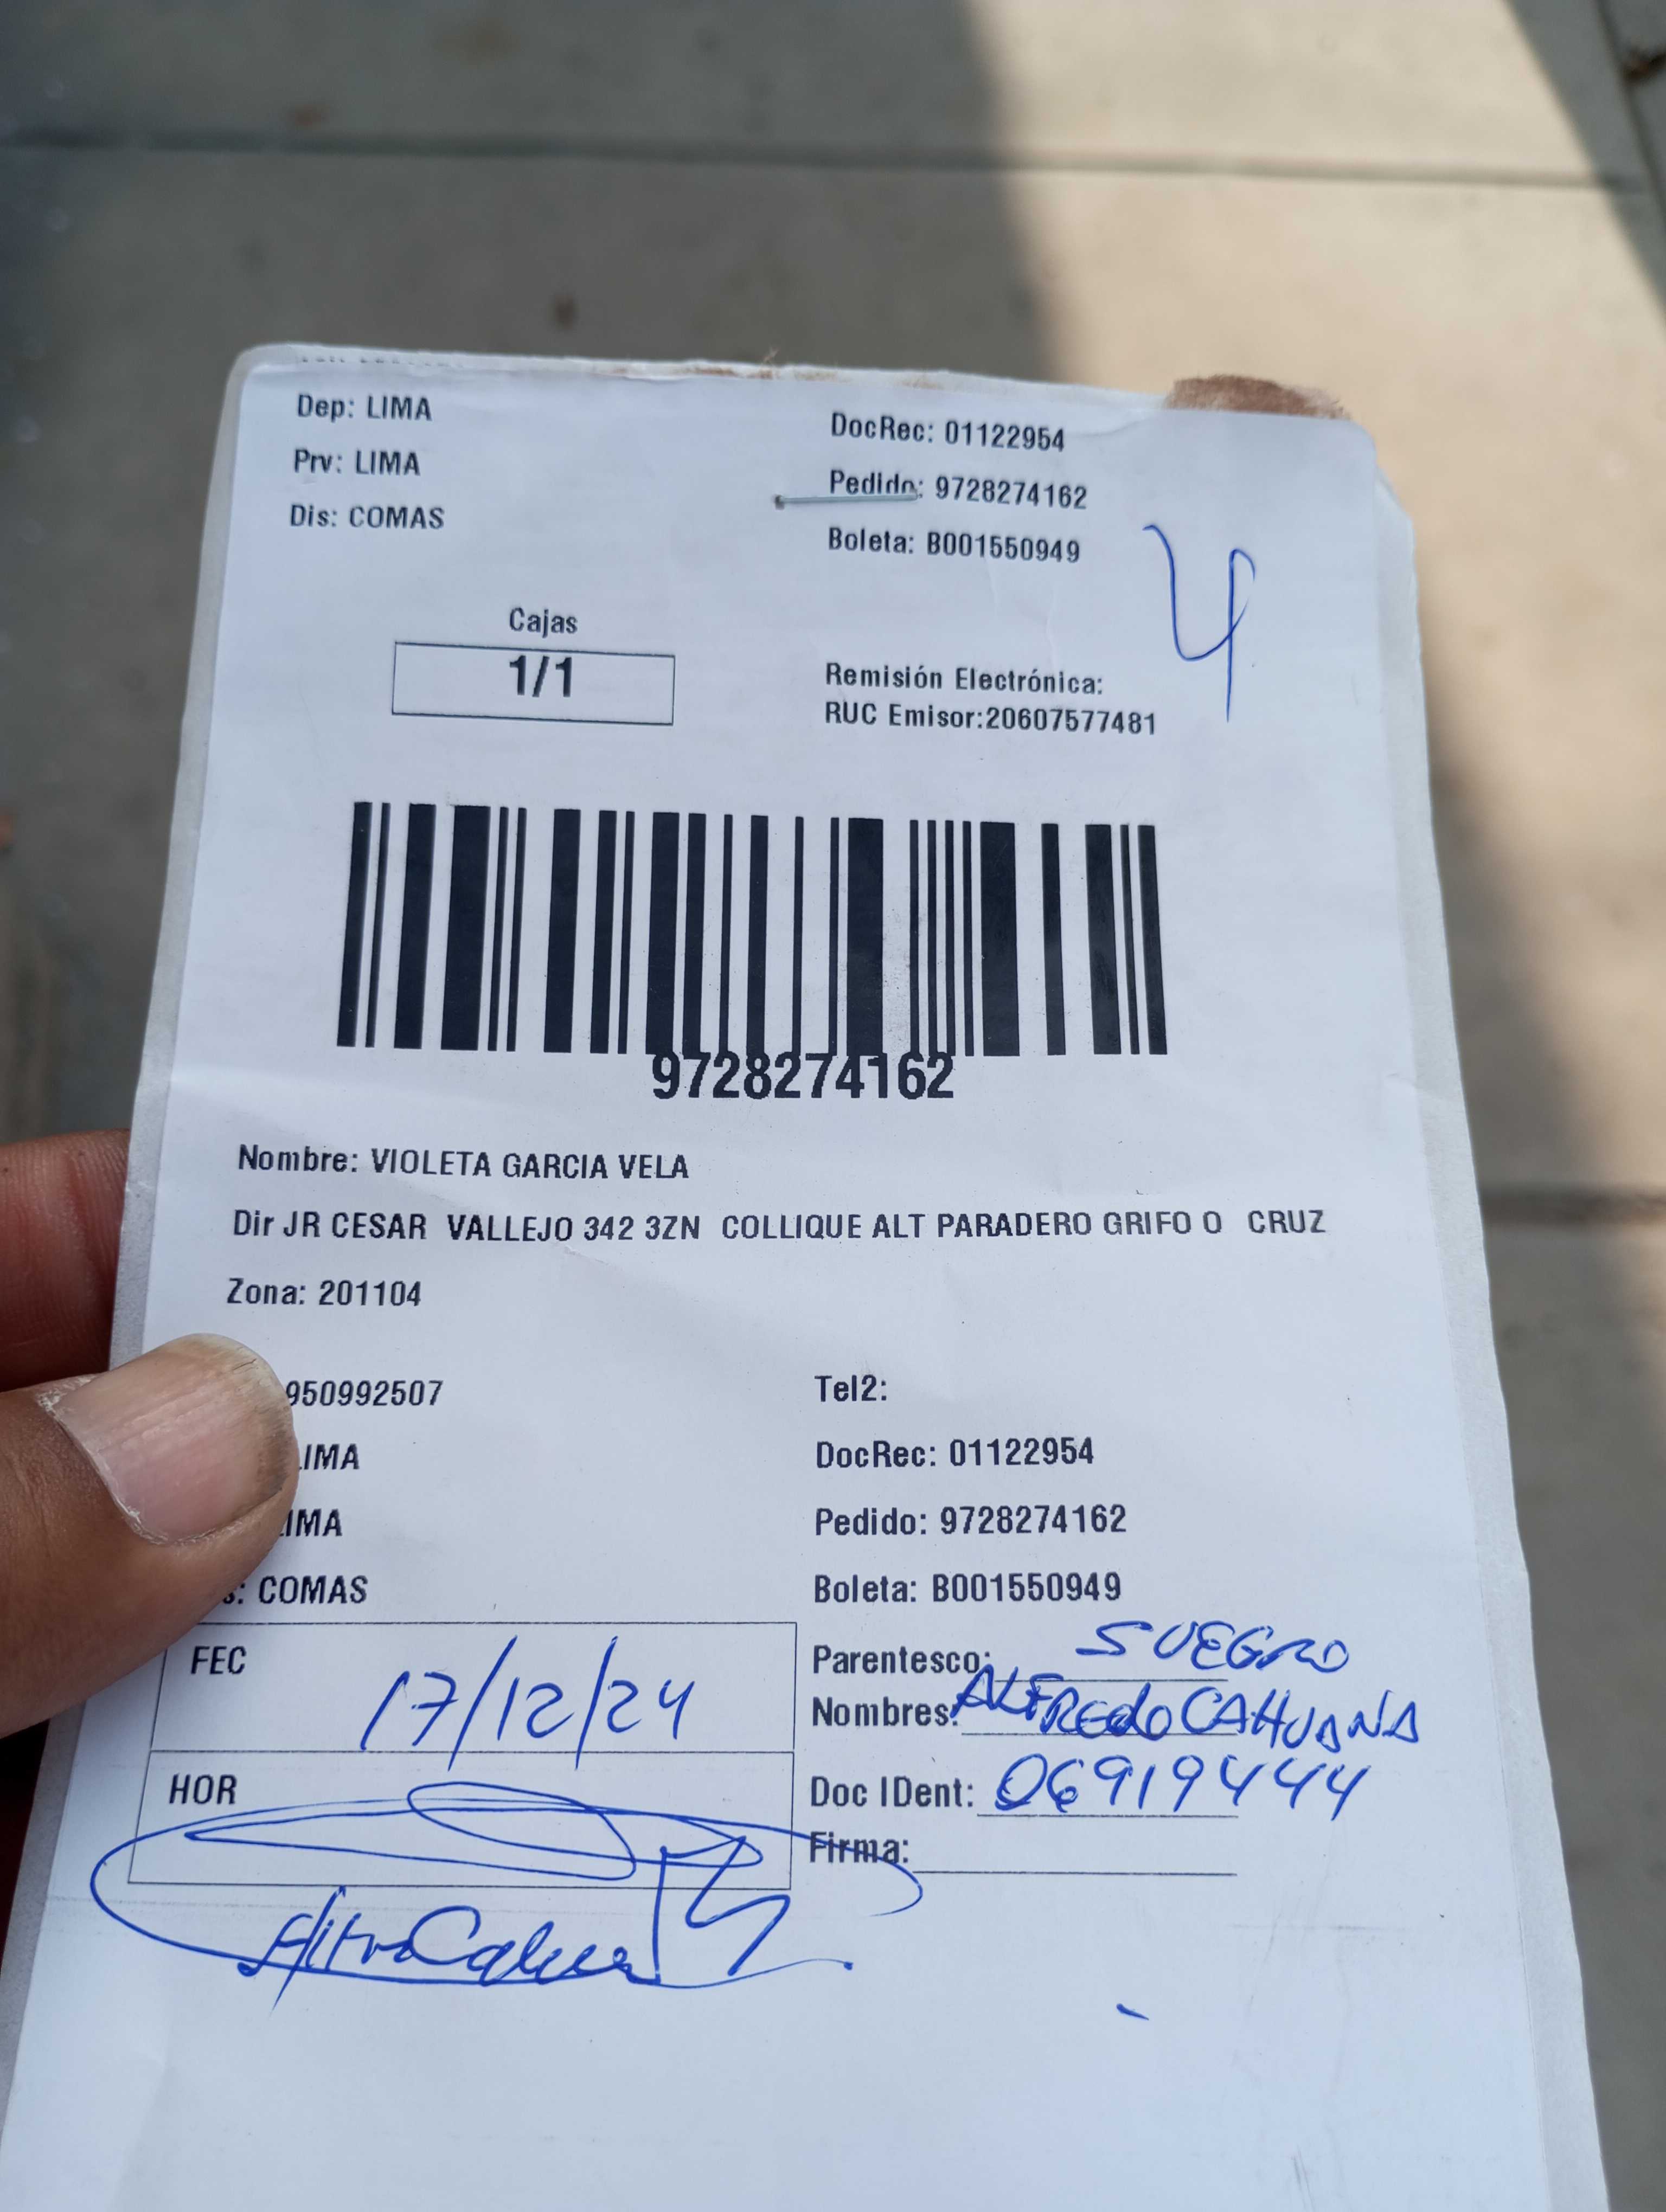 Dep: LIMA
Prv: LIMA
Dis: COMAS
DocRec: 01122954
Pedido: 9728274162
Boleta: B001550949
4
Cajas
1/1
Remisión Electrónica:
RUC Emisor:20607577481
9728274162
Nombre: VIOLETA GARCIA VELA
Dir JR CESAR VALLEJO 342 3ZN COLLIQUE ALT PARADERO GRIFO O CRUZ
Zona: 201104
950992507
Tel2:
LIMA
DocRec: 01122954
IMA
Pedido: 9728274162
s: COMAS
Boleta: B001550949
FEC 17/12/24
HOR
Parentesco: SUEGRO
Nombres: ALFREdo CAHUANA
Doc IDent: 06919444
Firma: